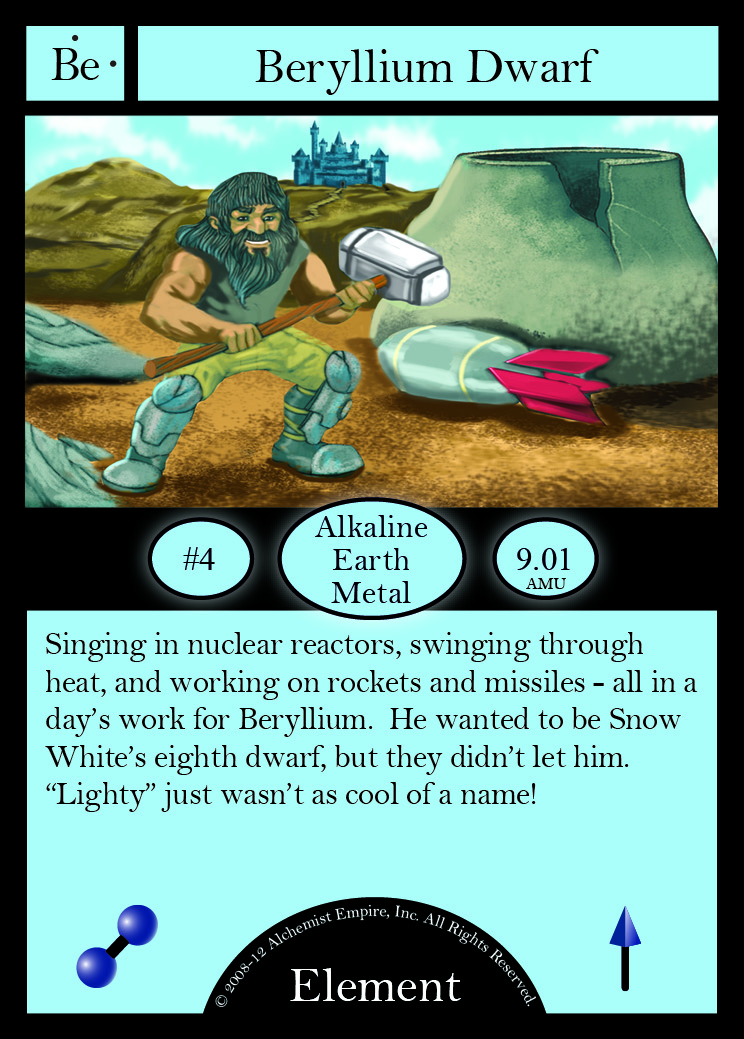 Be
Beryllium Dwarf
#4
Alkaline
Earth
Metal
9.01
AMU
Singing in nuclear reactors, swinging through
heat, and working on rockets and missiles – all in a
day’s work for Beryllium.  He wanted to be Snow
White’s eighth dwarf, but they didn’t let him.
“Lighty” just wasn’t as cool of a name!
© 2008-12 Alchemist Empire, Inc. All Rights Reserved.
Element